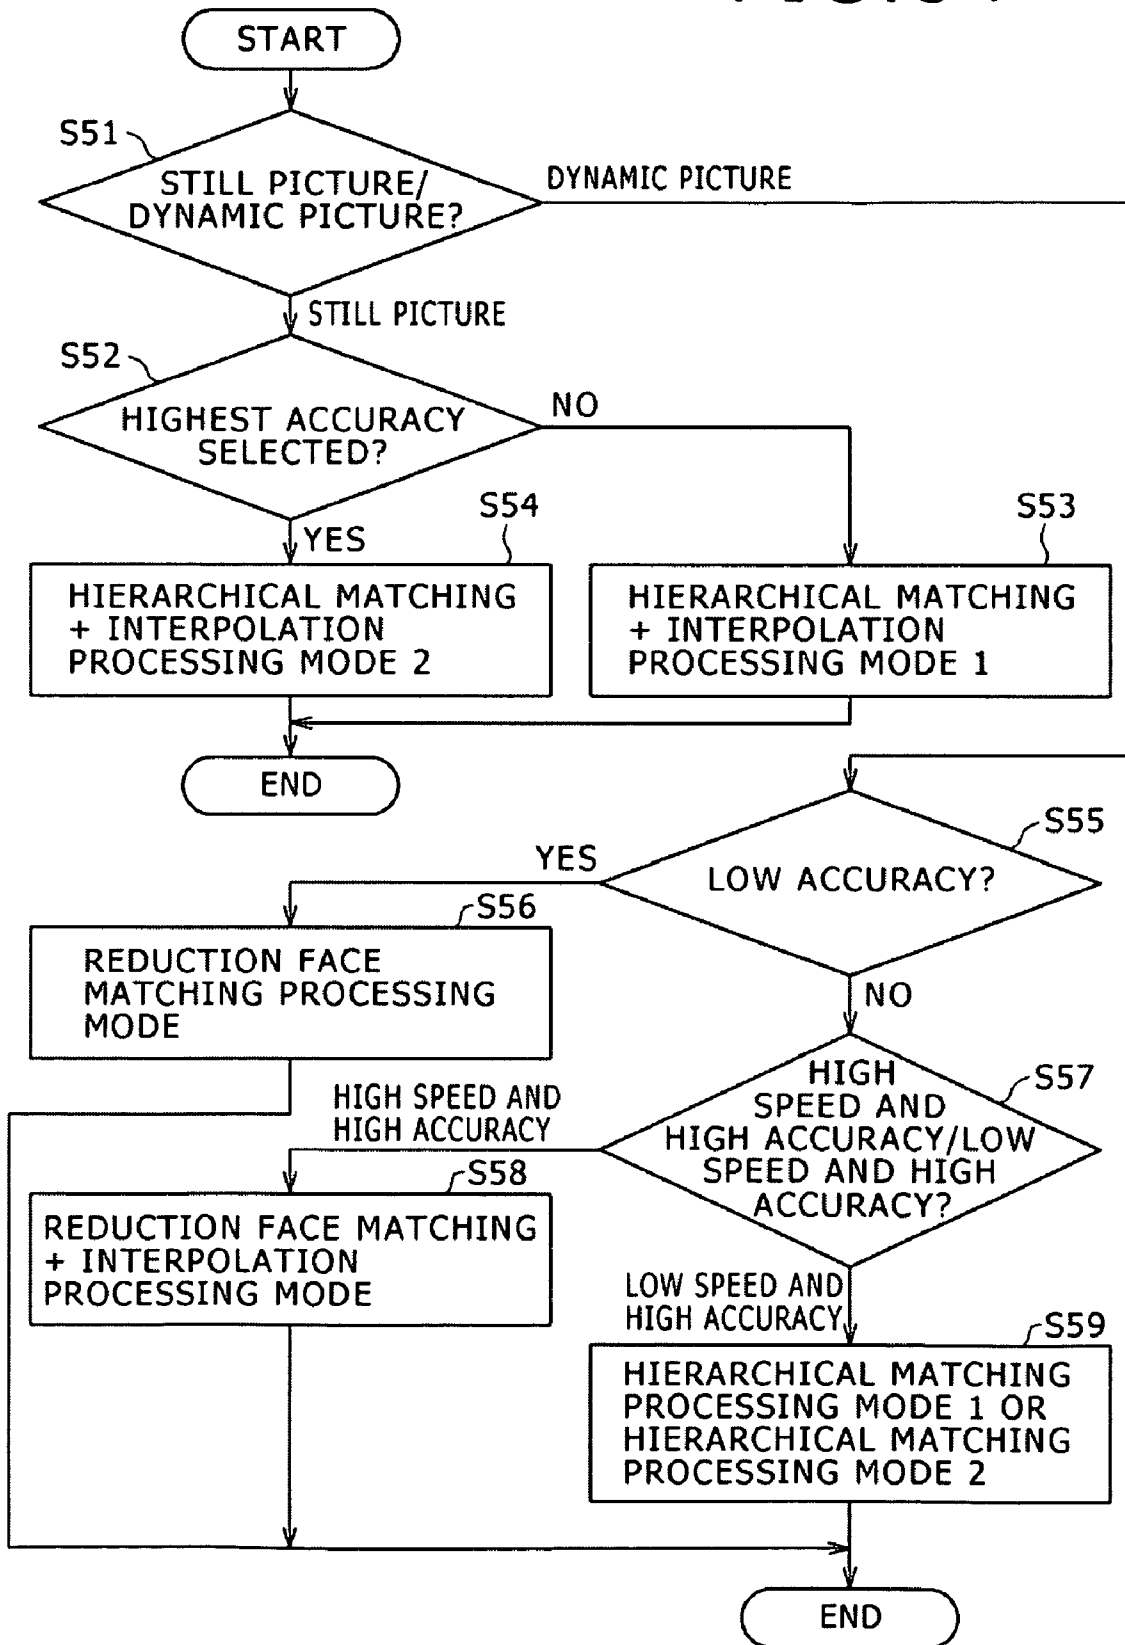 START
S51
STILL PICTURE/
DYNAMIC PICTURE?
DYNAMIC PICTURE
STILL PICTURE
S52
HIGHEST ACCURACY
SELECTED?
NO
YES
S54
HIERARCHICAL MATCHING
+ INTERPOLATION
PROCESSING MODE 2
S53
HIERARCHICAL MATCHING
+ INTERPOLATION
PROCESSING MODE 1
END
S55
LOW ACCURACY?
YES
S56
REDUCTION FACE
MATCHING PROCESSING
MODE
NO
S57
HIGH
SPEED AND
HIGH ACCURACY/LOW
SPEED AND HIGH
ACCURACY?
HIGH SPEED AND
HIGH ACCURACY
S58
REDUCTION FACE MATCHING
+ INTERPOLATION
PROCESSING MODE
LOW SPEED AND
HIGH ACCURACY
S59
HIERARCHICAL MATCHING
PROCESSING MODE 1 OR
HIERARCHICAL MATCHING
PROCESSING MODE 2
END